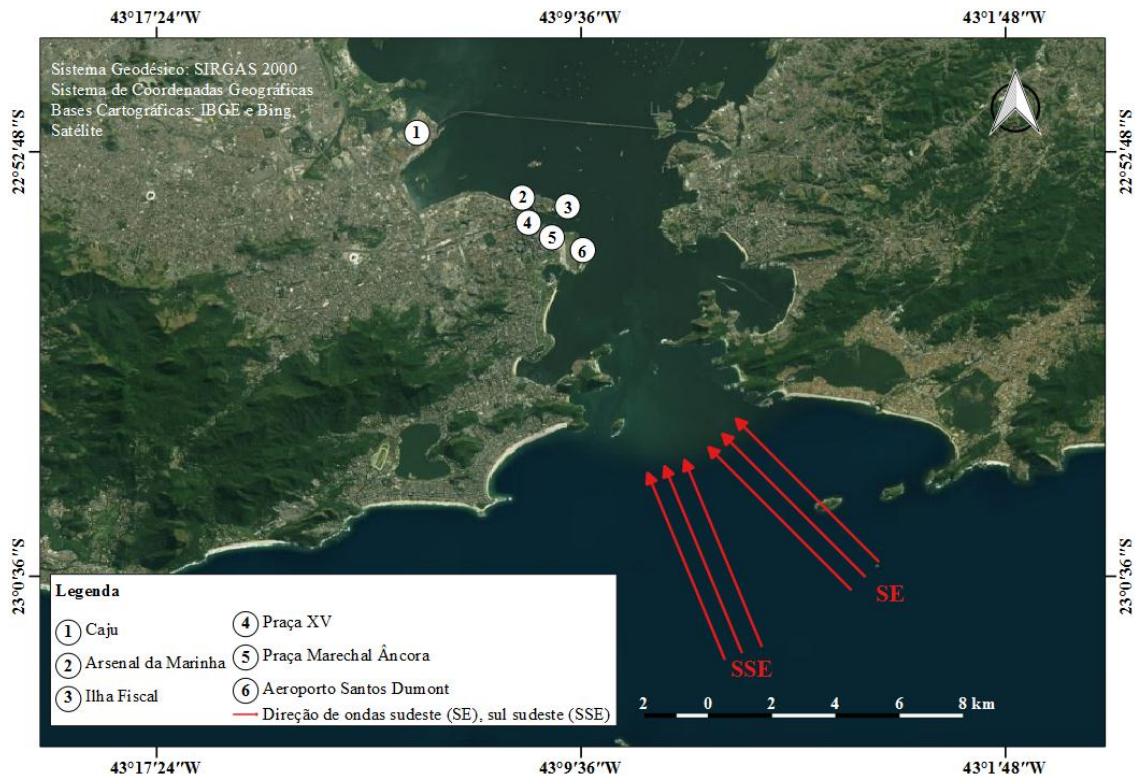 43°17′24″W
43°9′36″W
43°1′48″W
Sistema Geodésico: SIRGAS 2000
Sistema de Coordenadas Geográficas
Bases Cartográficas: IBGE e Bing,
Satélite
22°52′48″S
22°52′48″S
1
2
3
4
5
6
23°0′36″S
23°0′36″S
SE
SSE
Legenda
1 Caju
2 Arsenal da Marinha
3 Ilha Fiscal
4 Praça XV
5 Praça Marechal Âncora
6 Aeroporto Santos Dumont
Direção de ondas sudeste (SE), sul sudeste (SSE)
2 0 2 4 6 8 km
43°17′24″W
43°9′36″W
43°1′48″W